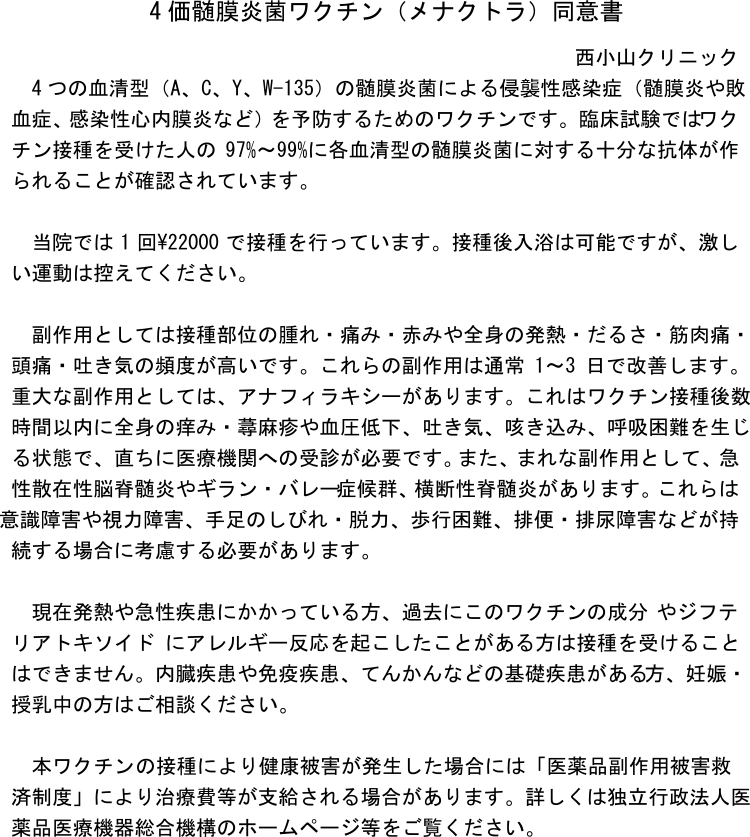 4価髄膜炎菌ワクチン（メナクトラ）同意書
西小山クリニック
4つの血清型（A、C、Y、W-135）の髄膜炎菌による侵襲性感染症（髄膜炎や敗
血症、感染性心内膜炎など）を予防するためのワクチンです。臨床試験ではワク
チン接種を受けた人の 97%～99%に各血清型の髄膜炎菌に対する十分な抗体が作
られることが確認されています。
当院では 1 回¥22000 で接種を行っています。接種後入浴は可能ですが、激し
い運動は控えてください。
副作用としては接種部位の腫れ・痛み・赤みや全身の発熱・だるさ・筋肉痛・
頭痛・吐き気の頻度が高いです。これらの副作用は通常 1～3 日で改善します。
重大な副作用としては、アナフィラキシーがあります。これはワクチン接種後数
時間以内に全身の痒み・蕁麻疹や血圧低下、吐き気、咳き込み、呼吸困難を生じ
る状態で、直ちに医療機関への受診が必要です。また、まれな副作用として、急
性散在性脳脊髄炎やギラン・バレー症候群、横断性脊髄炎があります。これらは
意識障害や視力障害、手足のしびれ・脱力、歩行困難、排便・排尿障害などが持
続する場合に考慮する必要があります。
現在発熱や急性疾患にかかっている方、過去にこのワクチンの成分 やジフテ
リアトキソイド にアレルギー反応を起こしたことがある方は接種を受けること
はできません。内臓疾患や免疫疾患、てんかんなどの基礎疾患がある方、妊娠・
授乳中の方はご相談ください。
本ワクチンの接種により健康被害が発生した場合には「医薬品副作用被害救
済制度」により治療費等が支給される場合があります。詳しくは独立行政法人医
薬品医療機器総合機構のホームページ等をご覧ください。